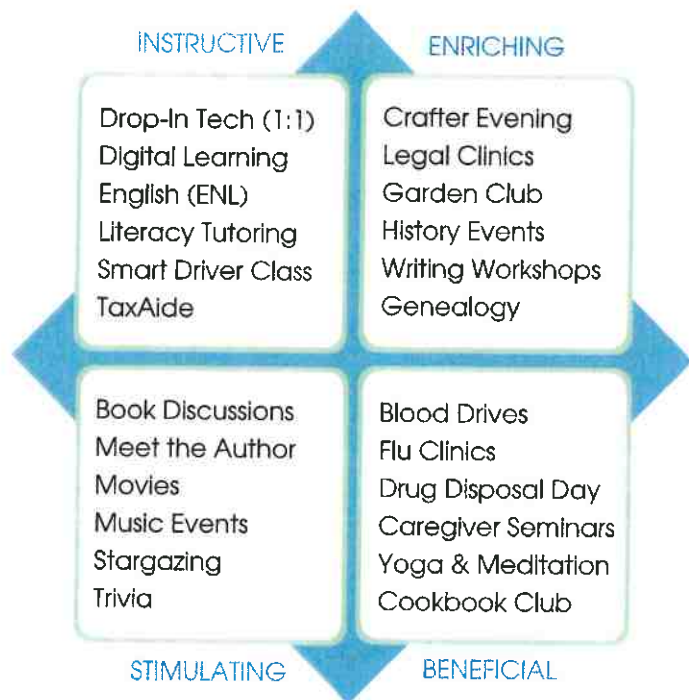 INSTRUCTIVE
Drop-In Tech (1:1)
Digital Learning
English (ENL)
Literacy Tutoring
Smart Driver Class
TaxAide
ENRICHING
Crafter Evening
Legal Clinics
Garden Club
History Events
Writing Workshops
Genealogy
Book Discussions
Meet the Author
Movies
Music Events
Stargazing
Trivia
STIMULATING
Blood Drives
Flu Clinics
Drug Disposal Day
Caregiver Seminars
Yoga & Meditation
Cookbook Club
BENEFICIAL